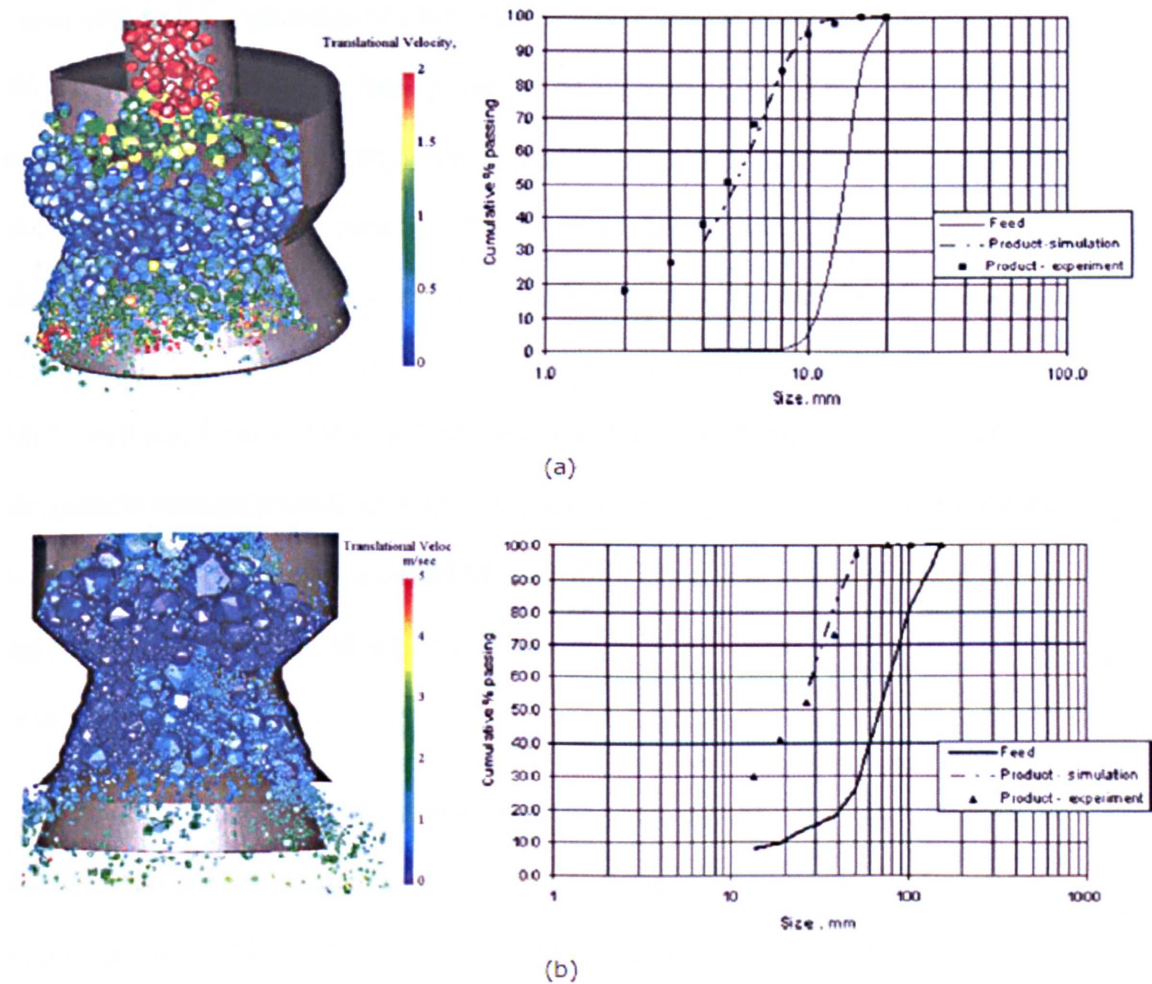 Translational Velocity,
2
1.5
1
0.5
0
100
90
80
70
60
50
40
30
20
10
0
Cumulative % passing
1.0
10.0
100.0
Size, mm
Feed
Product-simulation
Product - experiment
(a)
Translational Veloc
m/sec
5
4
3
2
1
0
100.0
90.0
80.0
70.0
60.0
50.0
40.0
30.0
20.0
10.0
0.0
Cumulative % passing
1
10
100
1000
Size , mm
Feed
Product - simulation
Product - experiment
(b)